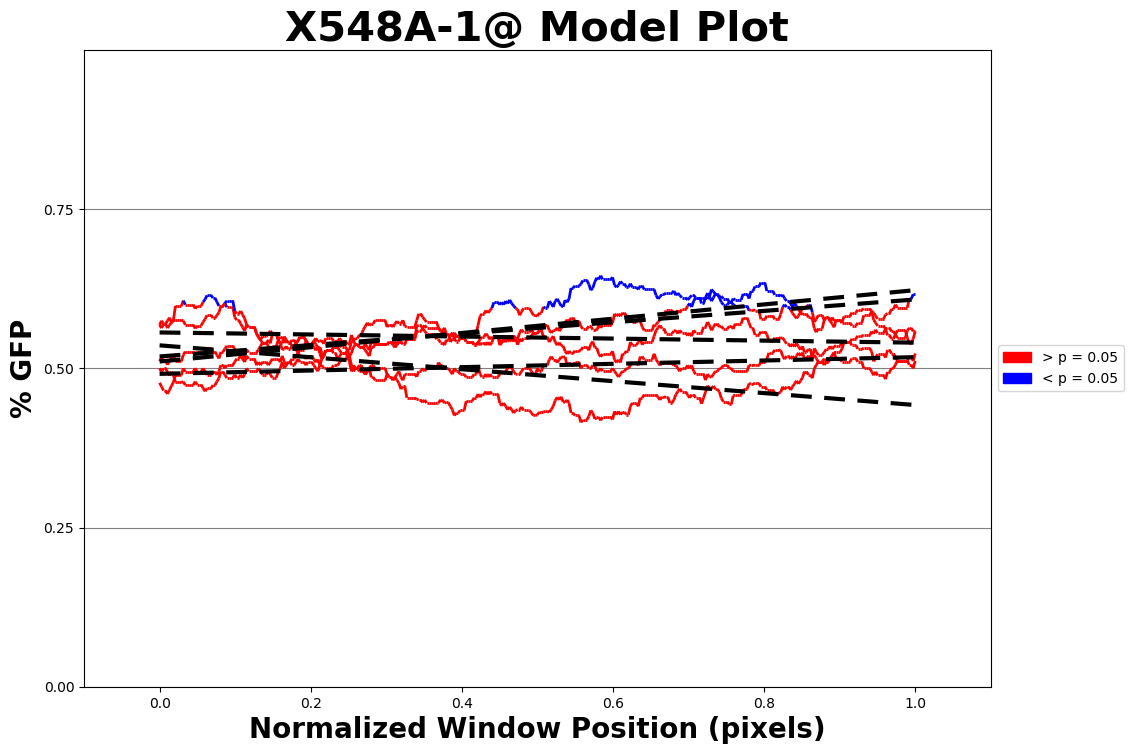 X548A-1@ Model Plot
% GFP
0.75
0.50
0.25
0.00
0.0 0.2 0.4 0.6 0.8 1.0
Normalized Window Position (pixels)
> p = 0.05
< p = 0.05